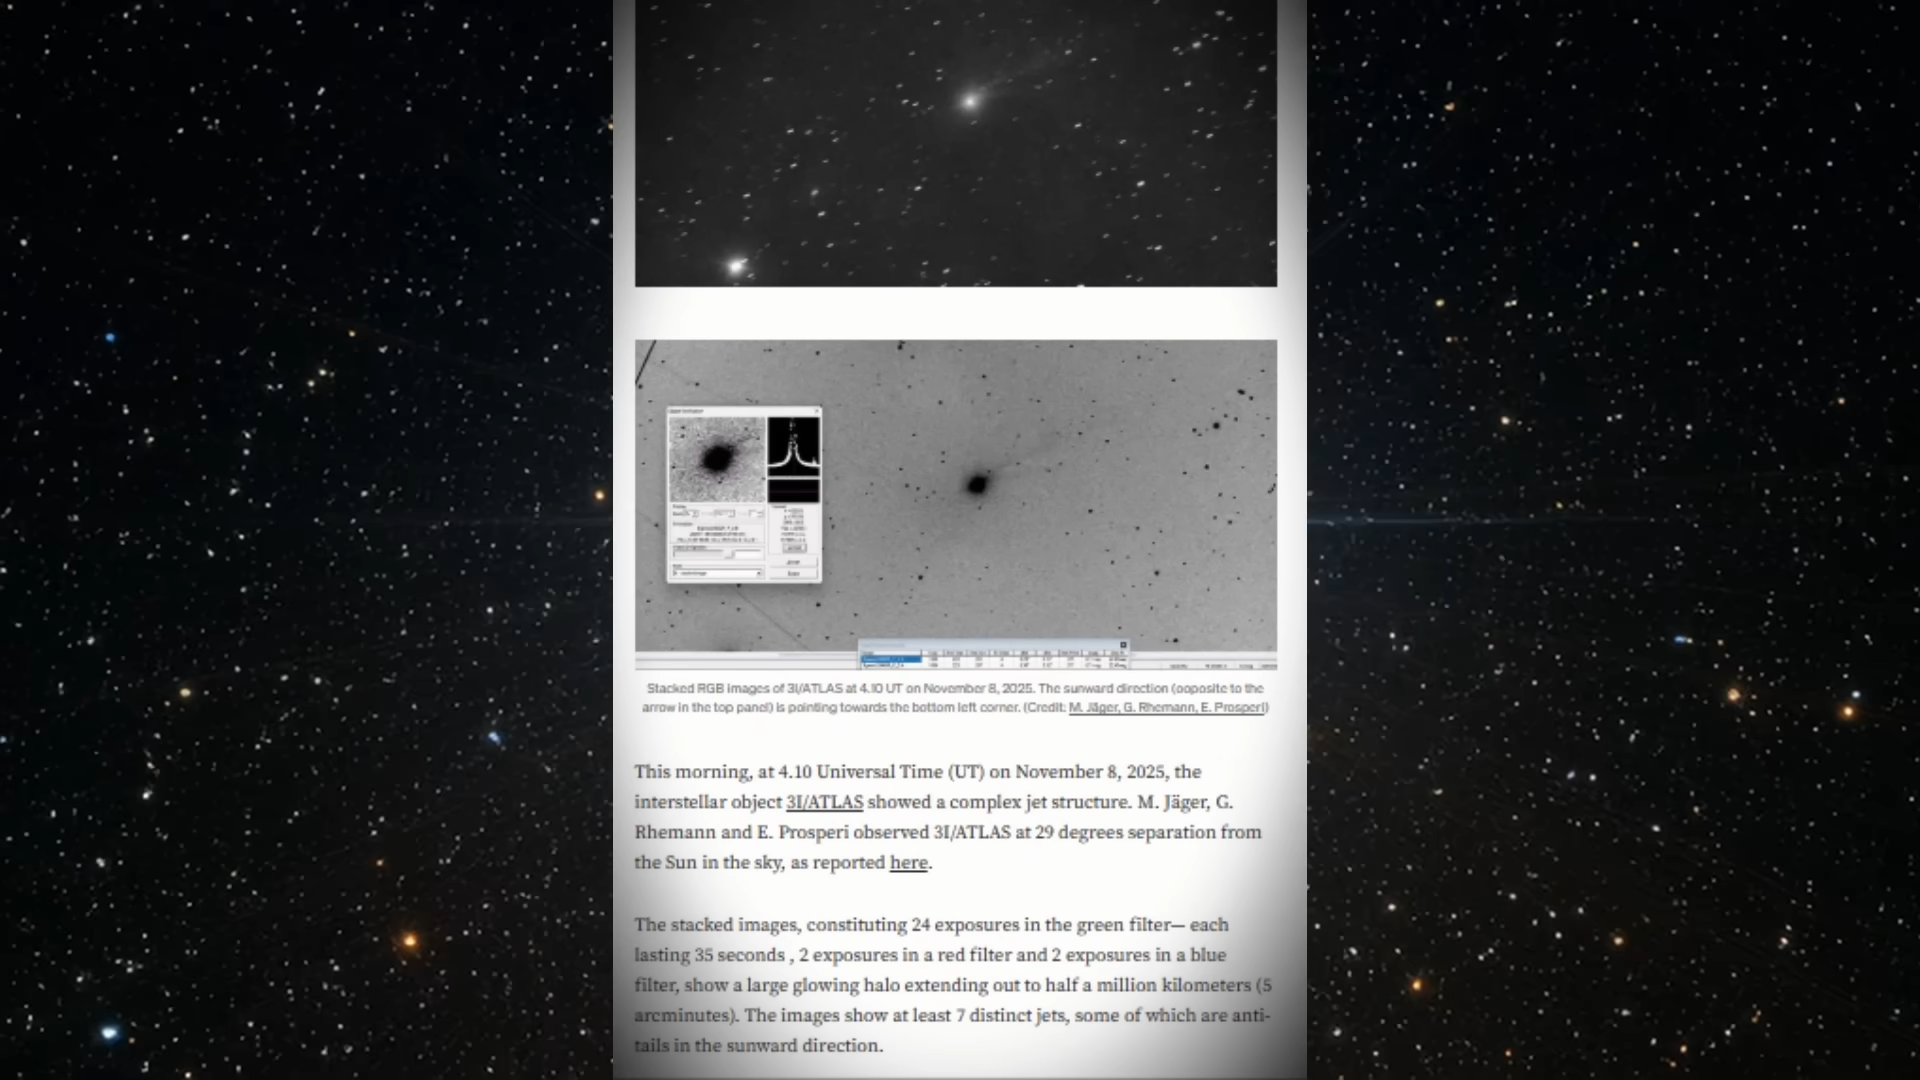 Stacked RGB images of 3I/ATLAS at 4.10 UT on November 8, 2025. The sunward direction (opposite to the
arrow in the top panel) is pointing towards the bottom left corner. (Credit: M. Jäger, G. Rhemann, E. Prosperi)
This morning, at 4.10 Universal Time (UT) on November 8, 2025, the
interstellar object 3I/ATLAS showed a complex jet structure. M. Jäger, G.
Rhemann and E. Prosperi observed 3I/ATLAS at 29 degrees separation from
the Sun in the sky, as reported here.
The stacked images, constituting 24 exposures in the green filter— each
lasting 35 seconds , 2 exposures in a red filter and 2 exposures in a blue
filter, show a large glowing halo extending out to half a million kilometers (5
arcminutes). The images show at least 7 distinct jets, some of which are anti-
tails in the sunward direction.